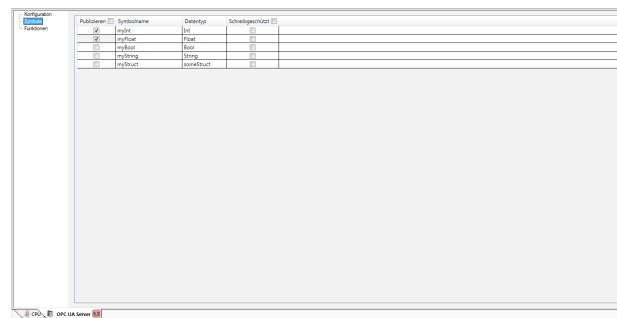 Konfiguration
Symbole
Funktionen
Publizieren Symbolname Datentyp Schreibgeschützt
myInt Int
myFloat Float
myBool Bool
myString String
myStruct someStruct
CPU OPC UA Server